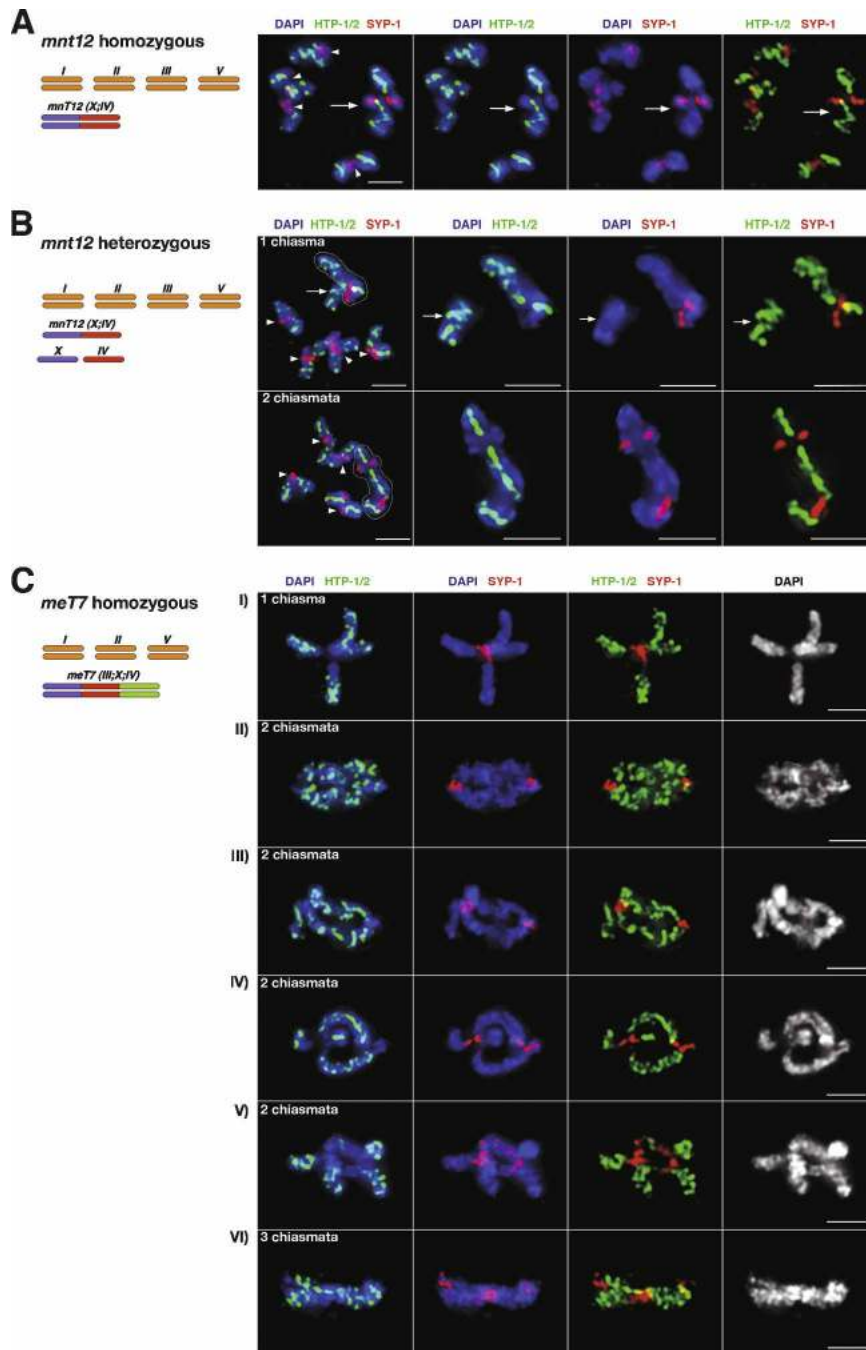 A
mnt12 homozygous
I II III V
mnT12 (X;IV)
DAPI HTP-1/2 SYP-1
DAPI HTP-1/2
DAPI SYP-1
HTP-1/2 SYP-1
B
mnt12 heterozygous
I II III V
mnT12 (X;IV)
X IV
DAPI HTP-1/2 SYP-1
DAPI HTP-1/2
DAPI SYP-1
HTP-1/2 SYP-1
1 chiasma
2 chiasmata
C
meT7 homozygous
I II V
meT7 (III;X;IV)
DAPI HTP-1/2
DAPI SYP-1
HTP-1/2 SYP-1
DAPI
I)
1 chiasma
II)
2 chiasmata
III)
2 chiasmata
IV)
2 chiasmata
V)
2 chiasmata
VI)
3 chiasmata